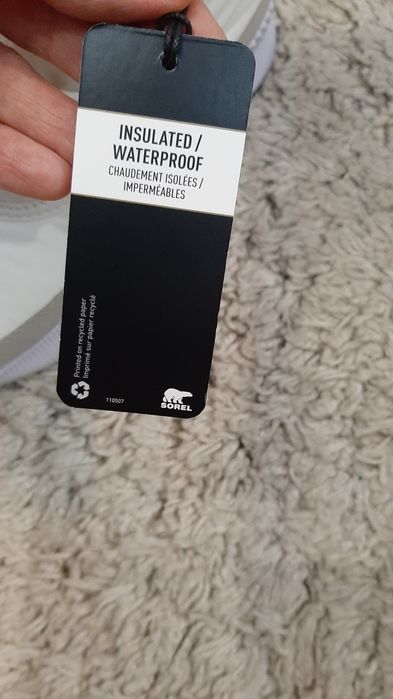 INSULATED /
WATERPROOF
CHAUDEMENT ISOLÉES /
IMPERMÉABLES
Printed on recycled paper
Imprimé sur papier recyclé
110507
SOREL